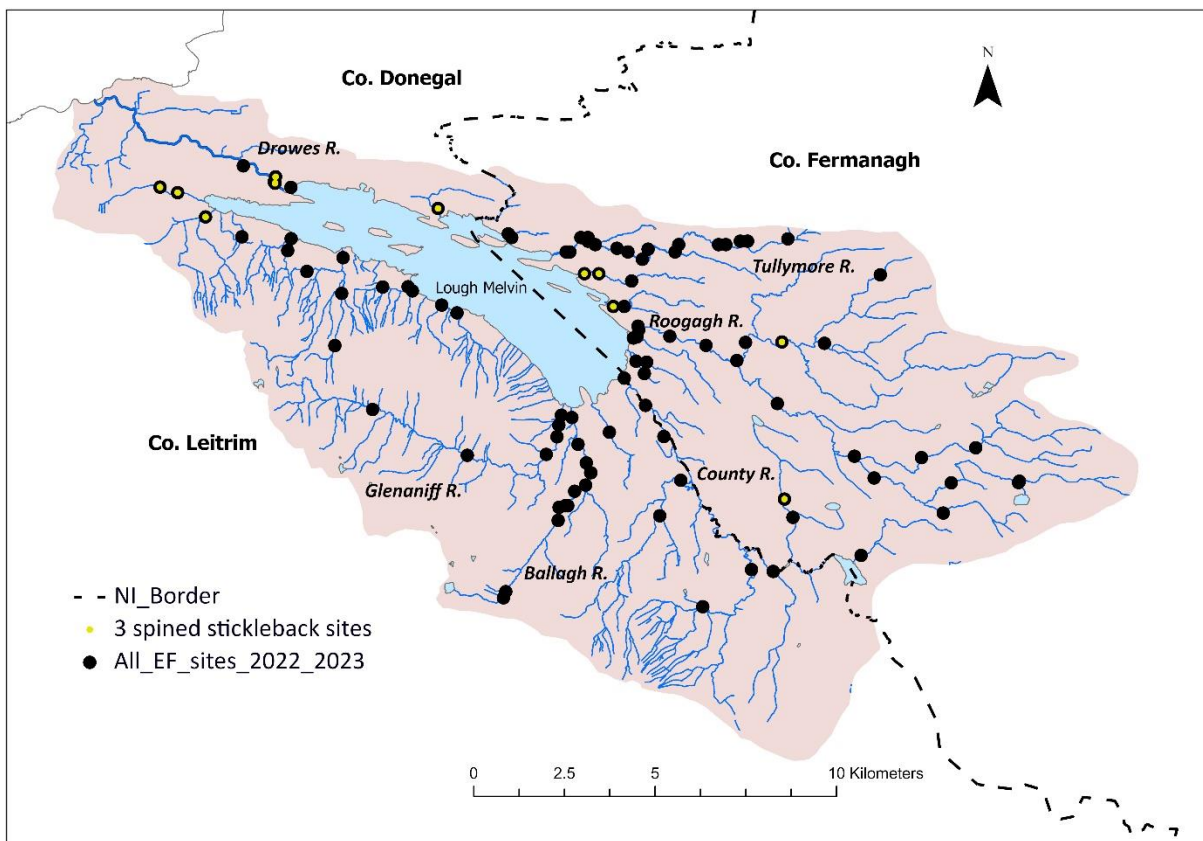 Co. Donegal
N
Drowes R.
Co. Fermanagh
Tullymore R.
Lough Melvin
Roogagh R.
Co. Leitrim
Glenaniff R.
County R.
Ballagh R.
NI_Border
3 spined stickleback sites
All_EF_sites_2022_2023
0 2.5 5 10 Kilometers